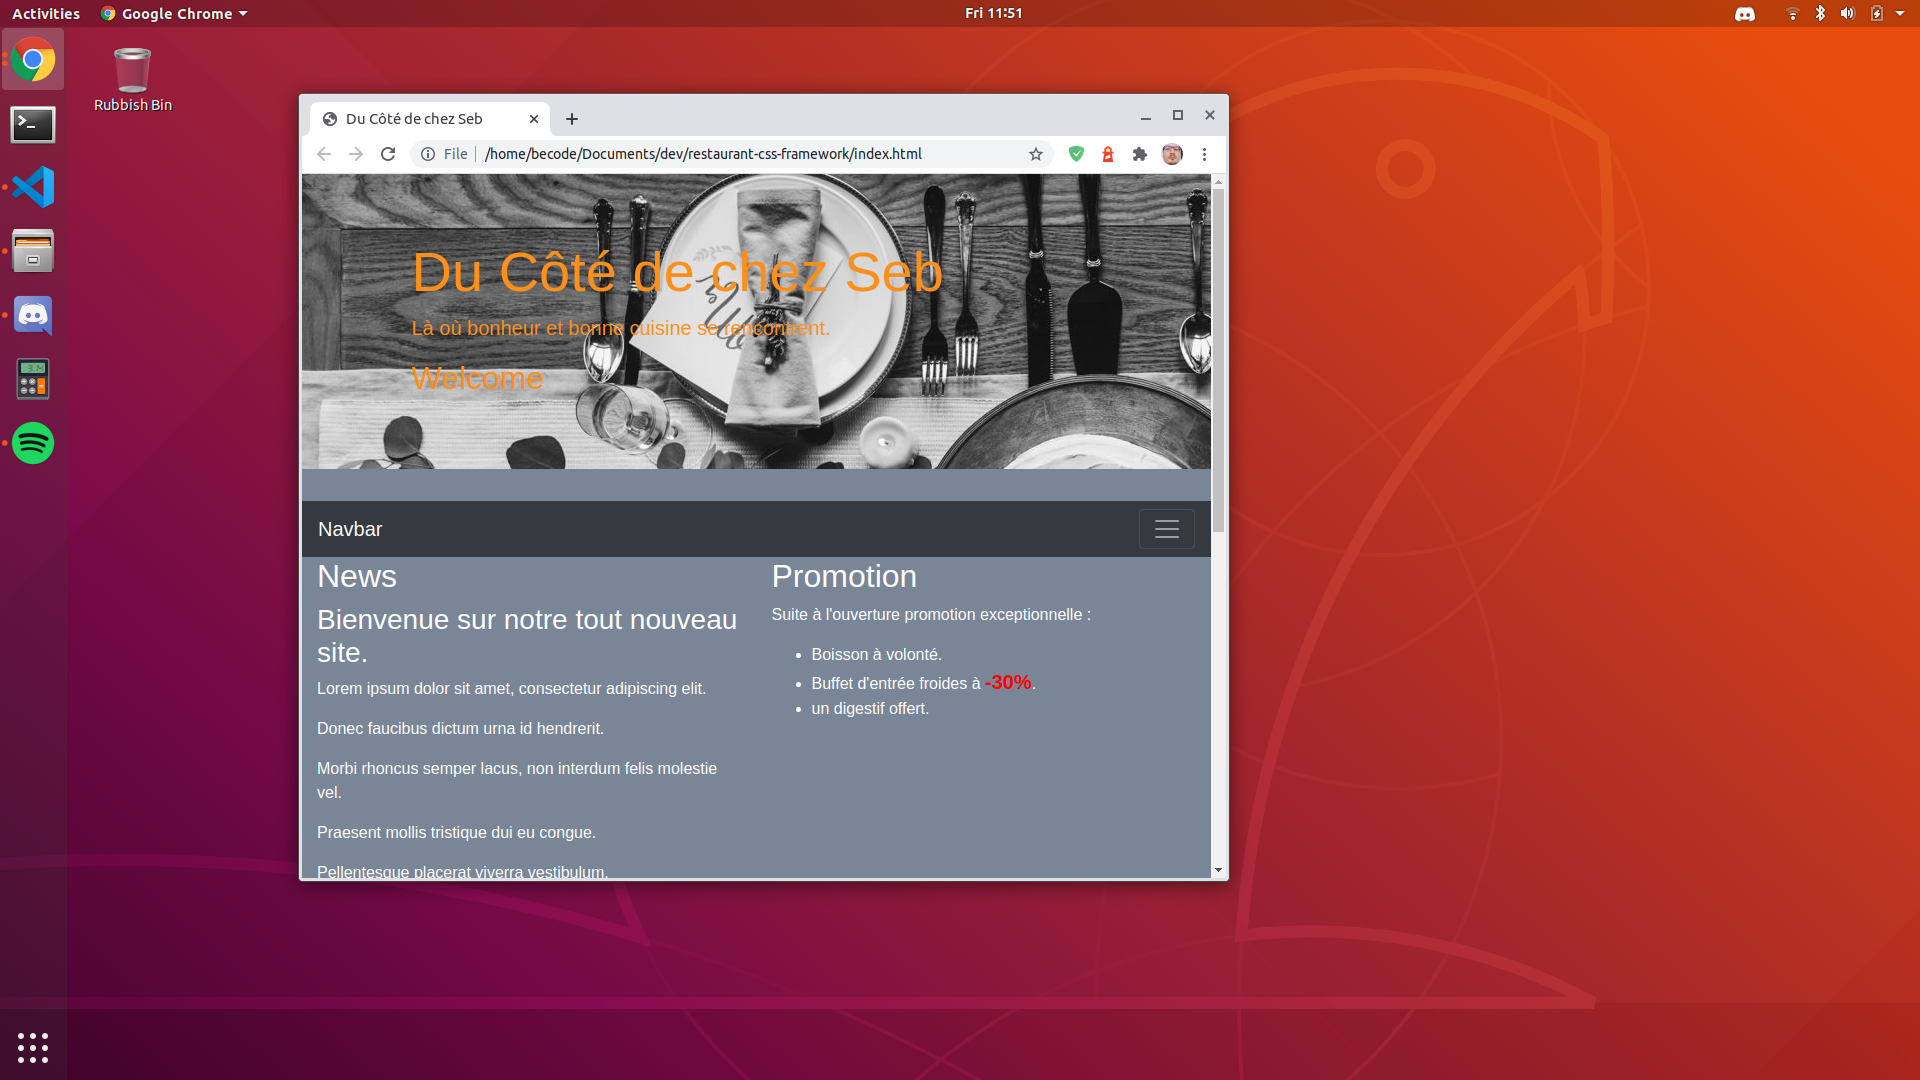 Activities
Google Chrome
Fri 11:51
Rubbish Bin
Du Côté de chez Seb
File
/home/becode/Documents/dev/restaurant-css-framework/index.html
Du Côté de chez Seb
Là où bonheur et bonne cuisine se rencontrent.
Welcome
Navbar
News
Bienvenue sur notre tout nouveau
site.
Lorem ipsum dolor sit amet, consectetur adipiscing elit.
Donec faucibus dictum urna id hendrerit.
Morbi rhoncus semper lacus, non interdum felis molestie
vel.
Praesent mollis tristique dui eu congue.
Pellentesque placerat viverra vestibulum.
Promotion
Suite à l'ouverture promotion exceptionnelle :
Boisson à volonté.
Buffet d'entrée froides à -30%.
un digestif offert.